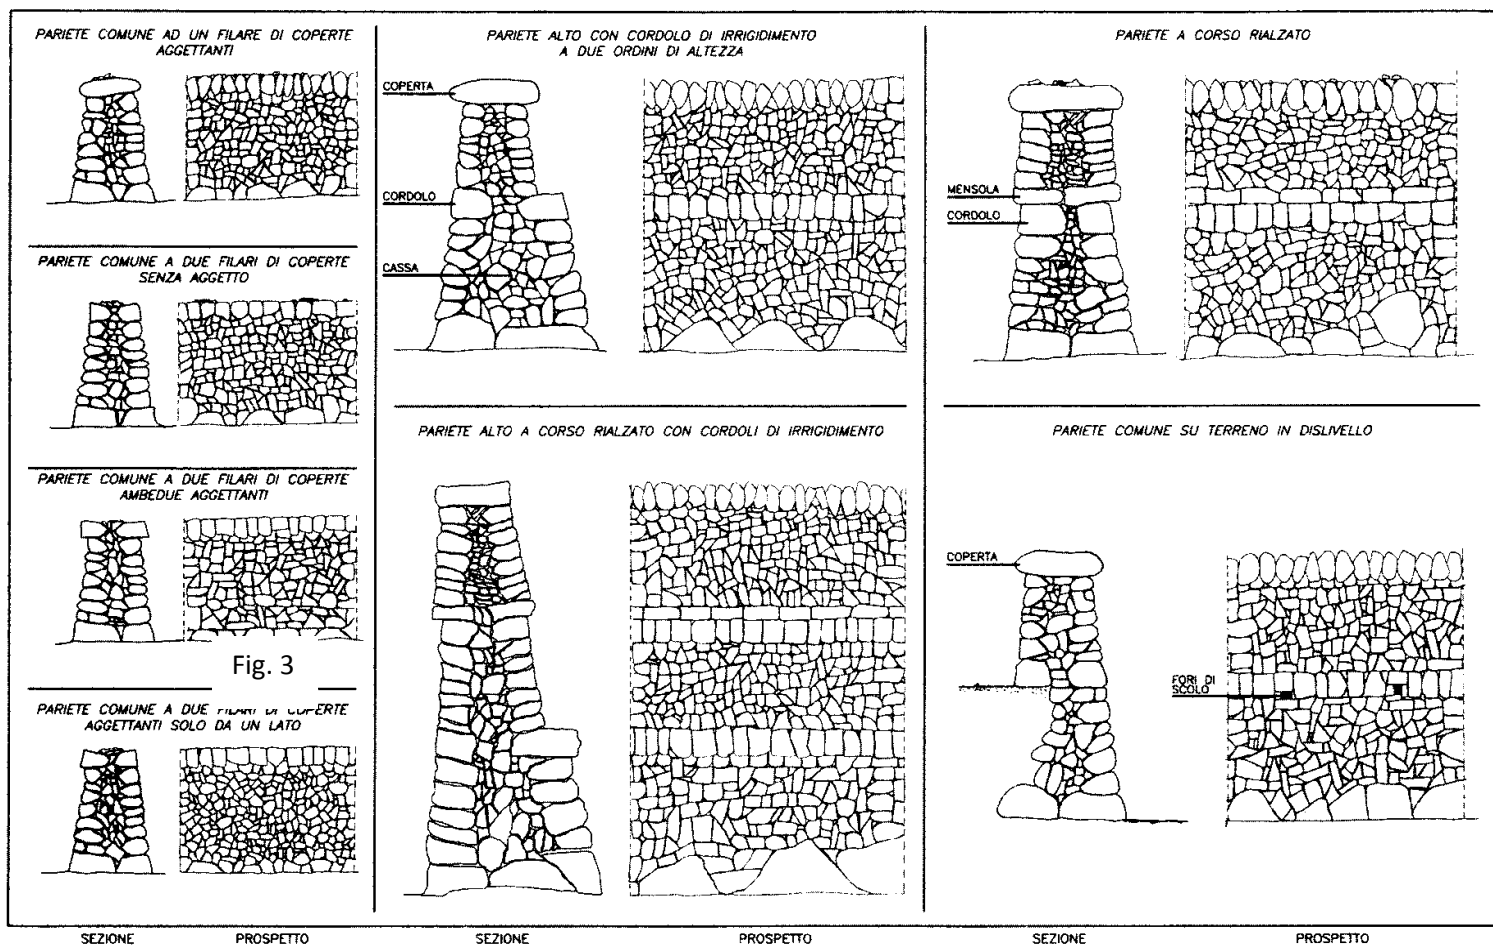 PARIETE COMUNE AD UN FILARE DI COPERTE
AGGETTANTI
PARIETE COMUNE A DUE FILARI DI COPERTE
SENZA AGGETTO
PARIETE COMUNE A DUE FILARI DI COPERTE
AMBEDUE AGGETTANTI
Fig. 3
PARIETE COMUNE A DUE FILARI DI COPERTE
AGGETTANTI SOLO DA UN LATO
SEZIONE
PROSPETTO
PARIETE ALTO CON CORDOLO DI IRRIGIDIMENTO
A DUE ORDINI DI ALTEZZA
COPERTA
CORDOLO
CASSA
PARIETE ALTO A CORSO RIALZATO CON CORDOLI DI IRRIGIDIMENTO
SEZIONE
PROSPETTO
PARIETE A CORSO RIALZATO
MENSOLA
CORDOLO
PARIETE COMUNE SU TERRENO IN DISLIVELLO
COPERTA
FORI DI
SCOLO
SEZIONE
PROSPETTO